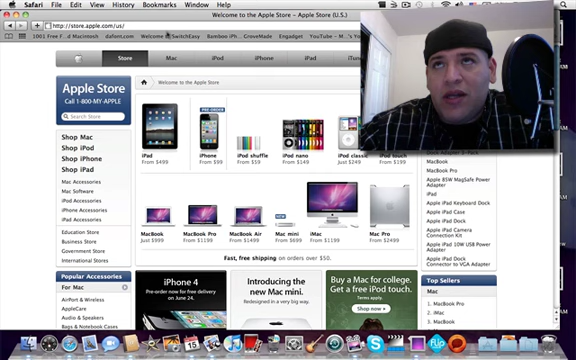 Safari File Edit View History Bookmarks Window Help
Welcome to the Apple Store (U.S.)
http://store.apple.com/us/
dafont.com
Welcome
Bamboo iPh...
GroveMade
Engadget
YouTube
Store Mac iPod iPhone iPad iTunes
Apple Store
Call 1-800-MY-APPLE
Search Store
Welcome to the Apple Store
Shop Mac
Shop iPod
Shop iPhone
Shop iPad
Mac Accessories
Mac Software
iPod Accessories
iPhone Accessories
iPad Accessories
Education Store
Business Store
Government Store
International Stores
Popular Accessories
For Mac
AirPort & Wireless
AppleCare
Audio & Speakers
Bags & Notebook Cases
PRE-ORDER
iPad
From $499
iPhone
From $99
iPod shuffle
From $59
iPod nano
From $149
iPod classic
iPod touch
MacBook
Just $999
MacBook Pro
From $1199
MacBook Air
From $1499
NEW
Mac mini
From $699
iMac
From $1199
Mac Pro
From $2499
Fast, free shipping on orders over $50.
iPhone 4
Pre-order now for free delivery
on June 24.
Introducing the
new Mac mini.
Redesigned in a very big way.
Buy a Mac for college.
Get a free iPod touch.
Terms apply.
Shop now
MacBook
MacBook Pro
Apple 85W MagSafe Power
Adapter
iPad
Apple iPad Keyboard Dock
Apple iPad Case
Apple iPad Dock
Apple iPad Camera
Connection Kit
Apple iPad 10W USB Power
Adapter
Apple iPad Dock
Connector to VGA Adapter
Top Sellers
Mac
1. MacBook Pro
2. iMac
3. MacBook